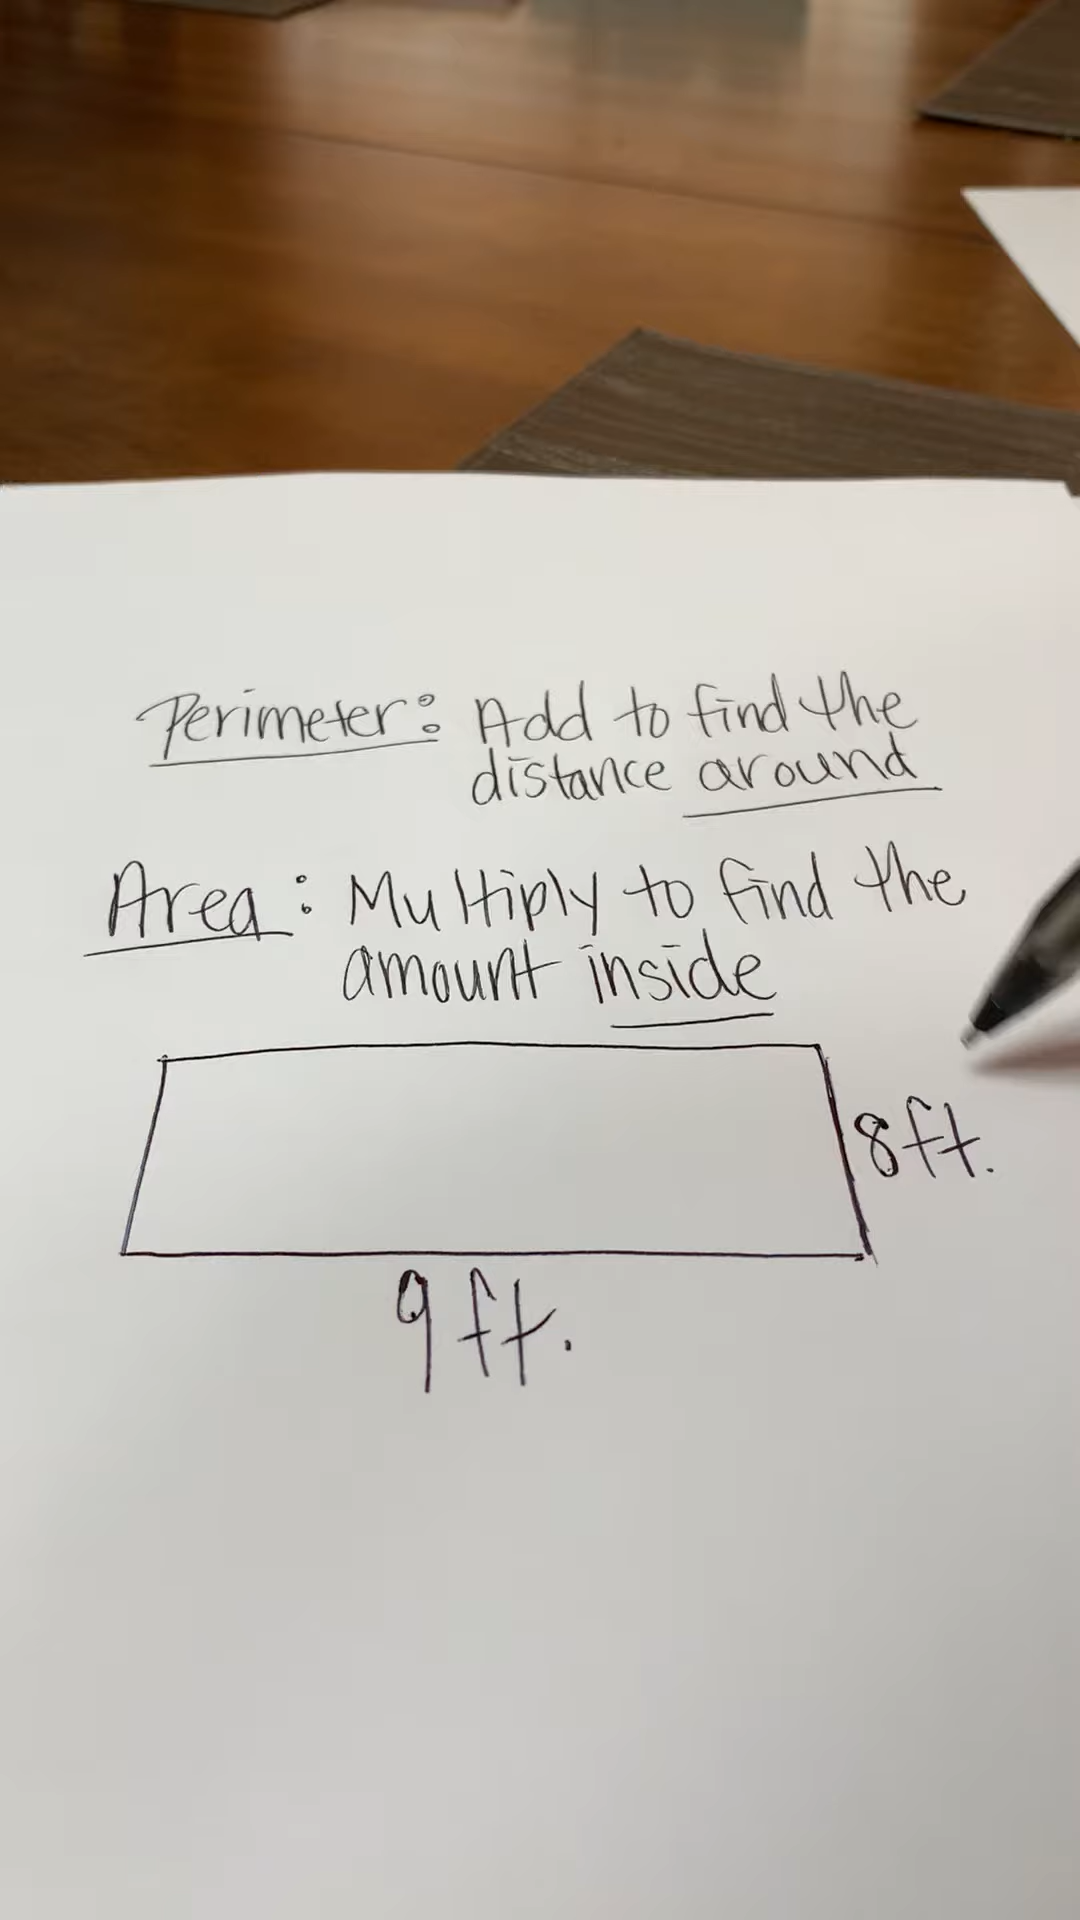 Perimeter: Add to find the
distance around
Area: Multiply to find the
amount inside
8ft.
9ft.